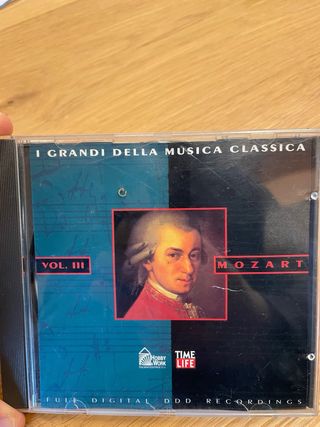 I GRANDI DELLA MUSICA CLASSICA
VOL. III
MOZART
HOBBY
WORK
TIME
LIFE
FULL DIGITAL DDD RECORDINGS